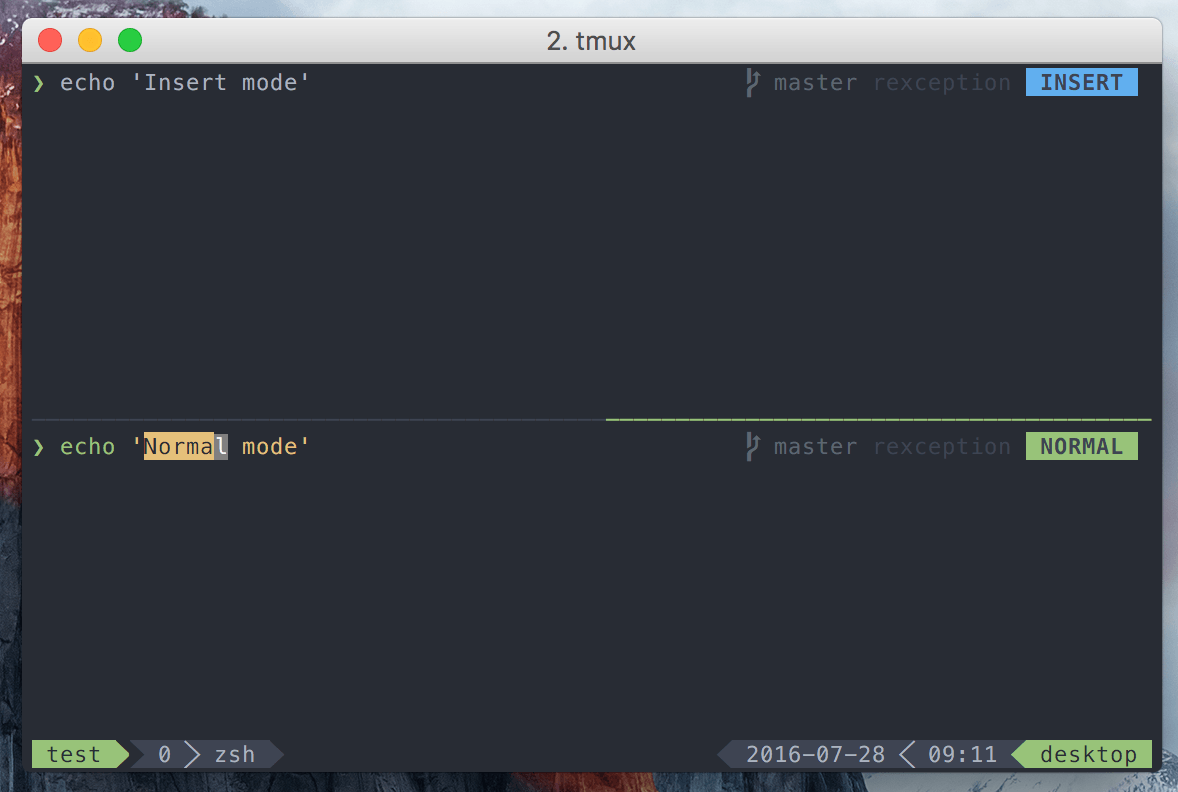 2. tmux
❯ echo 'Insert mode' master rexception INSERT
❯ echo 'Normal mode' master rexception NORMAL
test 0 zsh 2016-07-28 09:11 desktop